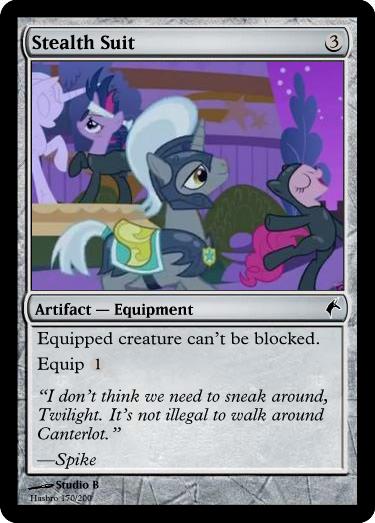 Stealth Suit 3
Artifact — Equipment
Equipped creature can't be blocked.
Equip 1
“I don't think we need to sneak around,
Twilight. It's not illegal to walk around
Canterlot.”
—Spike
Studio B
Hasbro 150/200